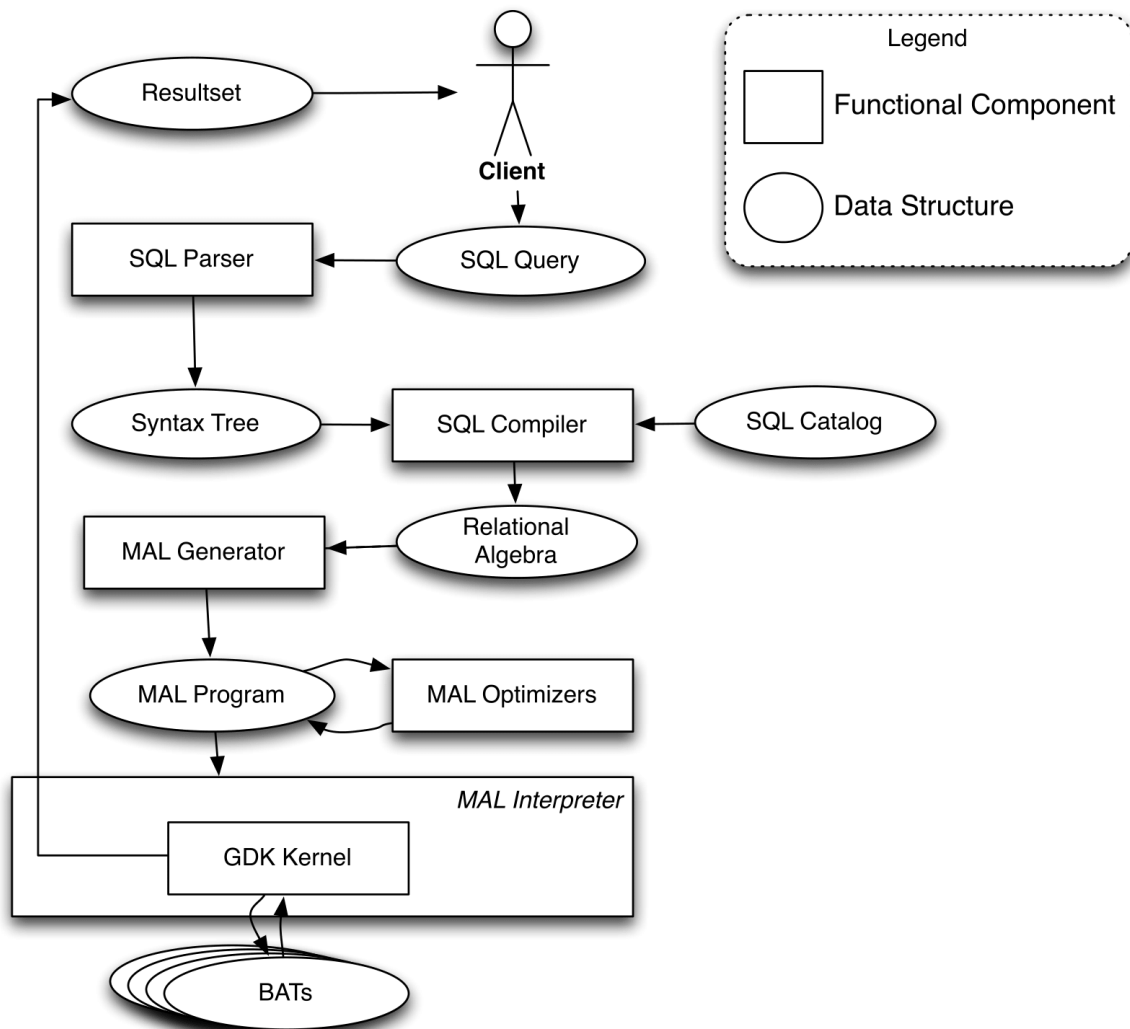 Legend
Resultset
Functional Component
Client
Data Structure
SQL Parser
SQL Query
Syntax Tree
SQL Compiler
SQL Catalog
MAL Generator
Relational
Algebra
MAL Program
MAL Optimizers
MAL Interpreter
GDK Kernel
BATs